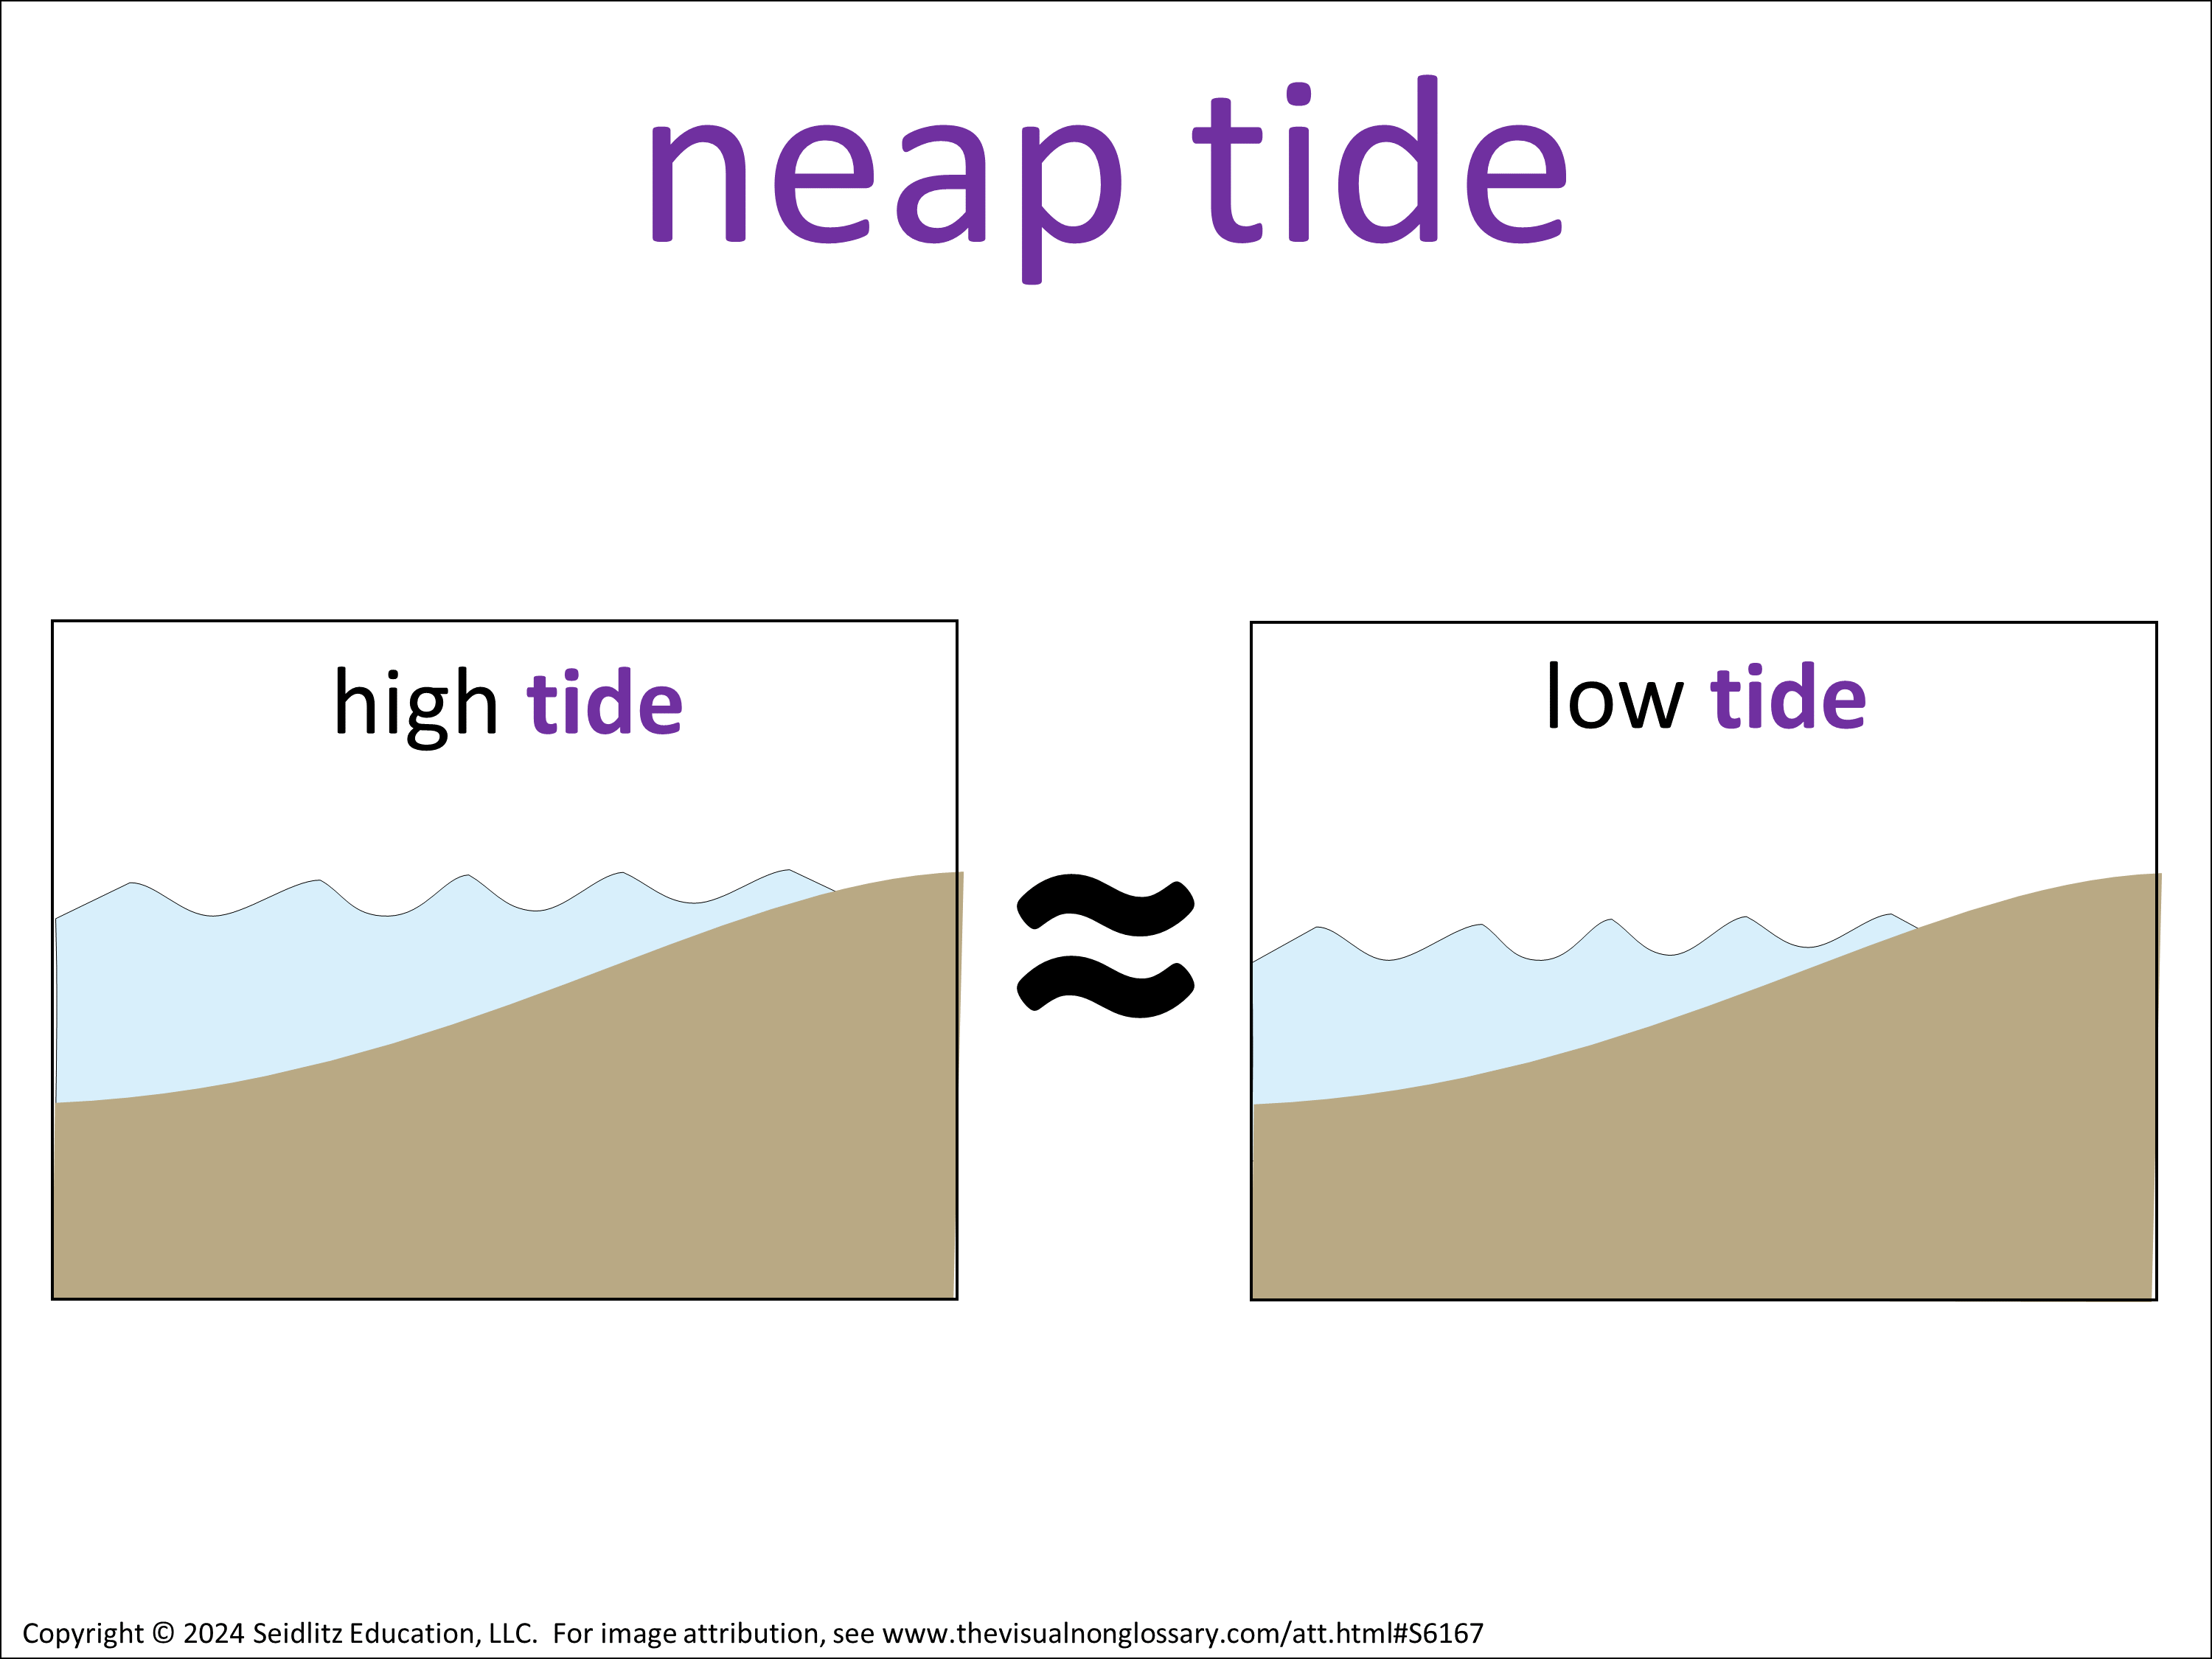 neap tide
high tide
low tide
≈
Copyright © 2024 Seidlitz Education, LLC.  For image attribution, see www.thevisualnonglossary.com/att.html#S6167